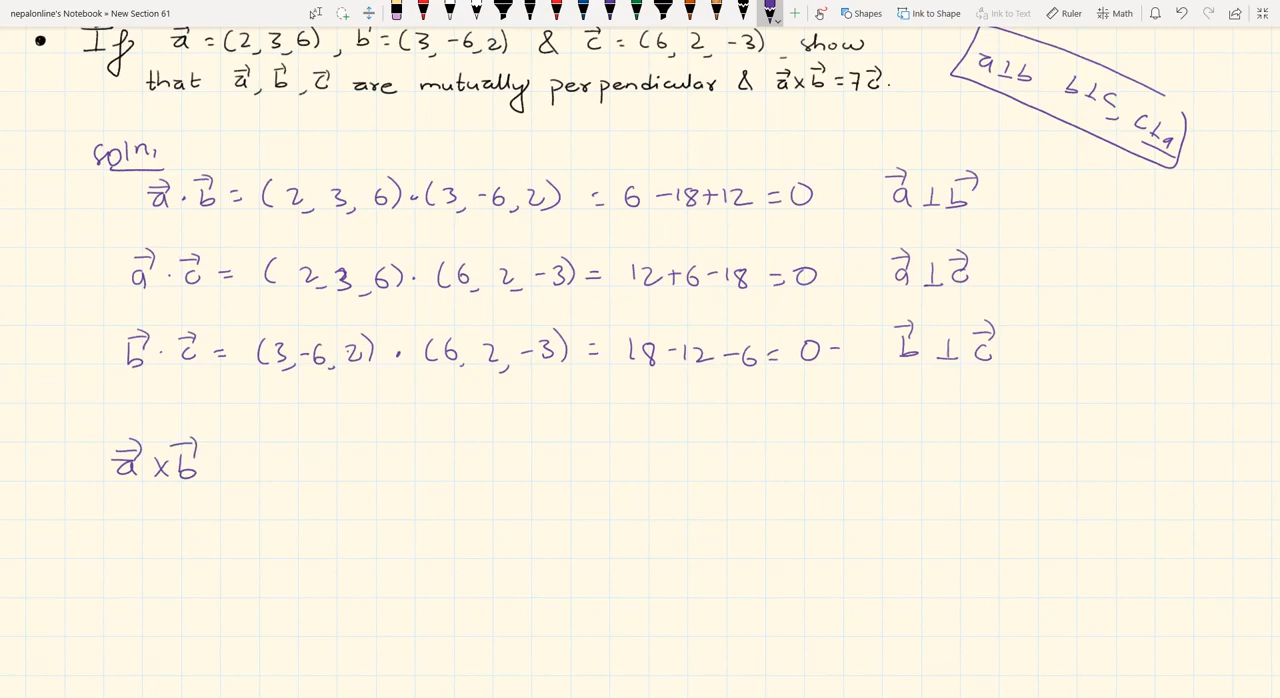 nepalonline's Notebook » New Section 61
Shapes Ink to Shape Ink to Text Ruler Math
• If a⃗ = (2, 3, 6), b⃗ = (3, -6, 2) & c⃗ = (6, 2, -3) show
that a⃗, b⃗, c⃗ are mutually perpendicular & a⃗×b⃗ = 7c⃗.
a⊥b b⊥c c⊥a
soln,
a⃗ · b⃗ = (2, 3, 6) · (3, -6, 2) = 6 - 18 + 12 = 0 a⃗ ⊥ b⃗
a⃗ · c⃗ = (2, 3, 6) · (6, 2, -3) = 12 + 6 - 18 = 0 a⃗ ⊥ c⃗
b⃗ · c⃗ = (3, -6, 2) · (6, 2, -3) = 18 - 12 - 6 = 0 - b⃗ ⊥ c⃗
a⃗ × b⃗